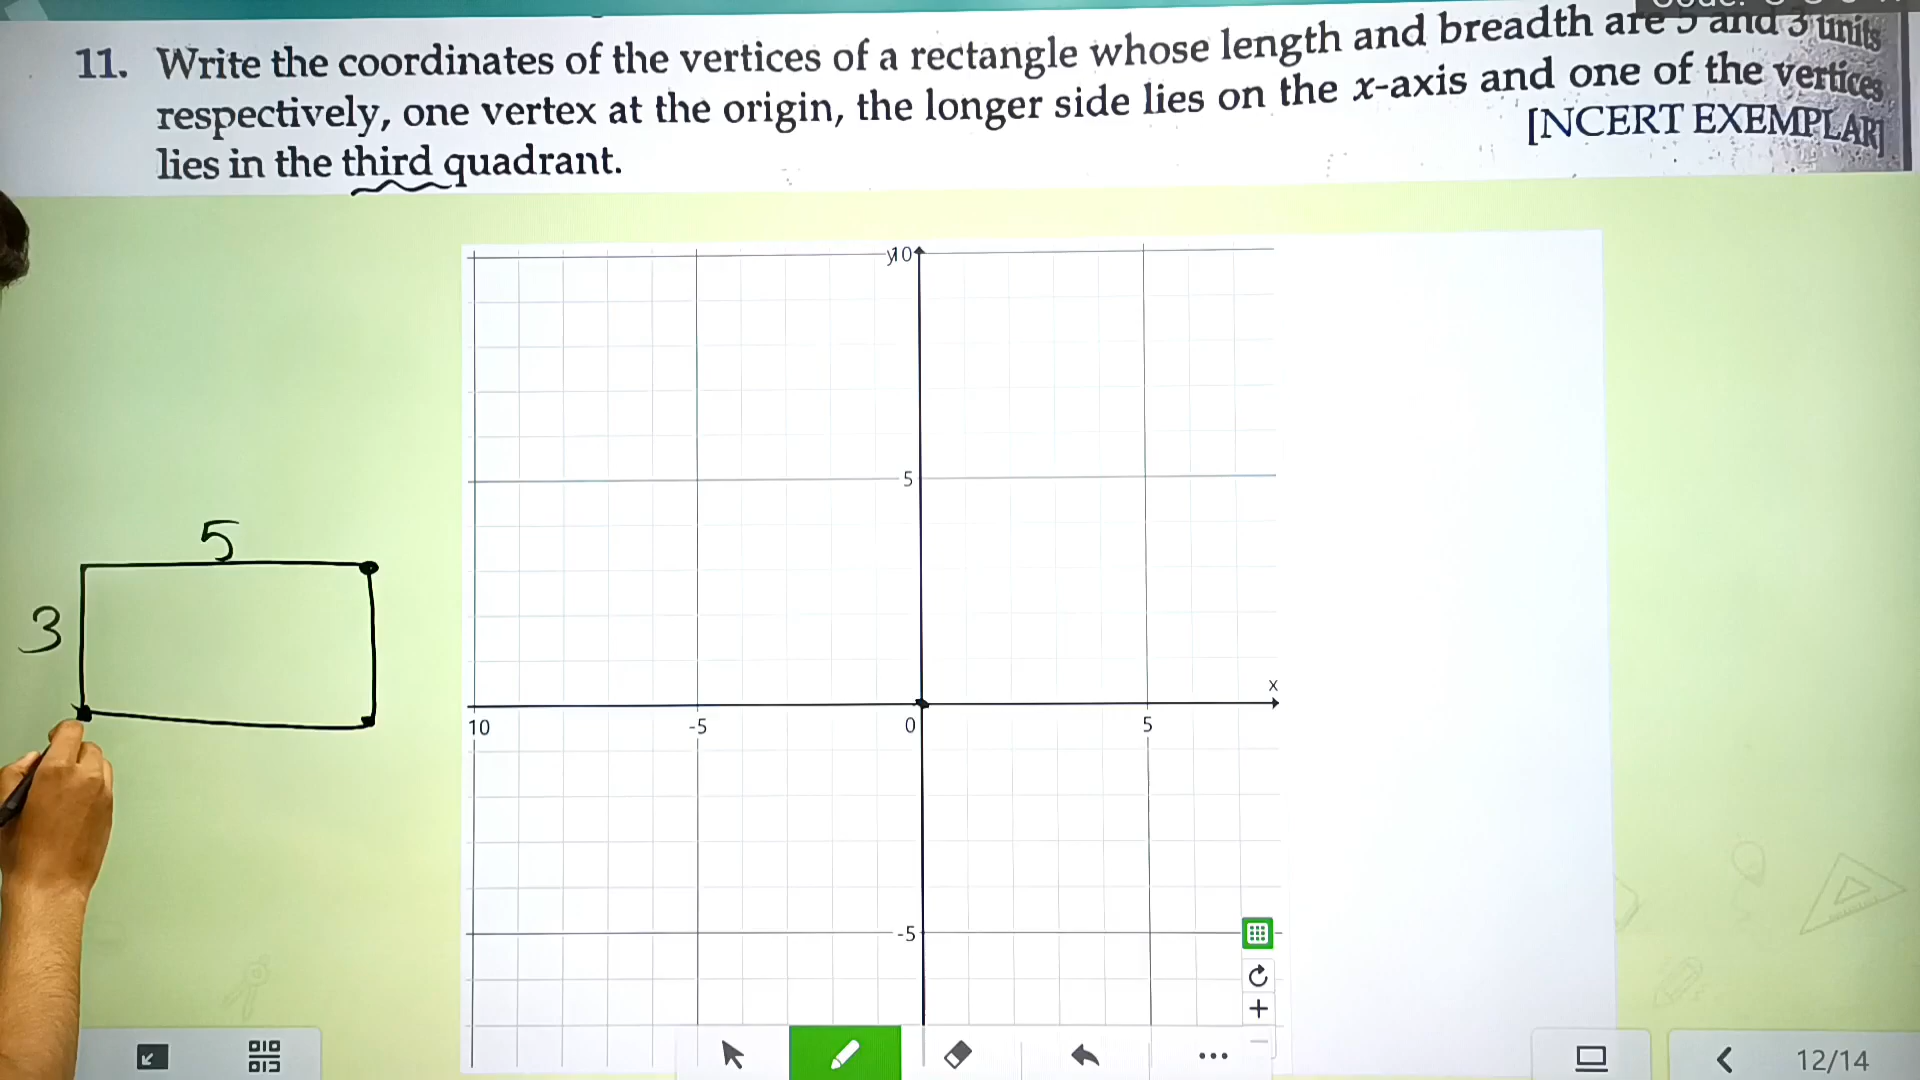 11. Write the coordinates of the vertices of a rectangle whose length and breadth are 5 and 3 units
respectively, one vertex at the origin, the longer side lies on the x-axis and one of the vertices
lies in the third quadrant.
[NCERT EXEMPLAR]
y10
5
5
3
x
10 -5 0 5
-5
12/14